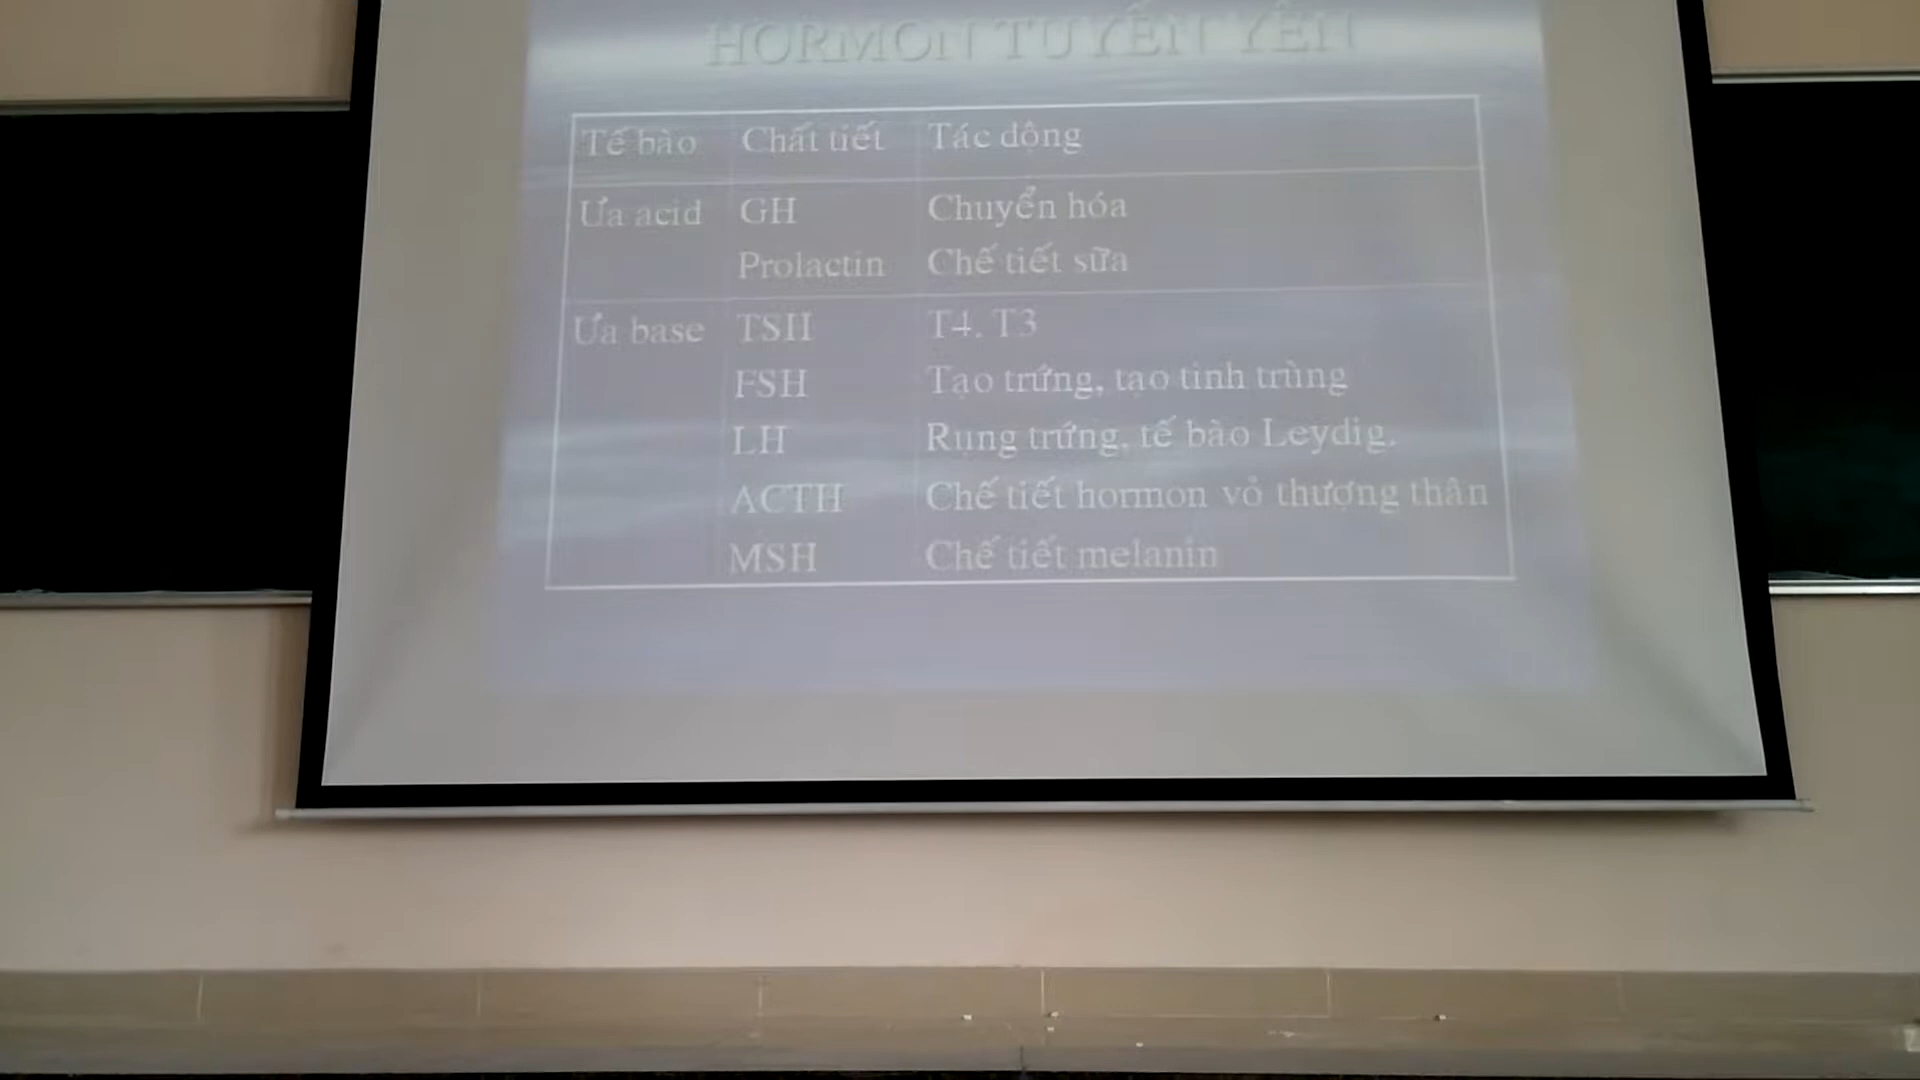 HORMON TUYẾN YÊN
Tế bào Chất tiết Tác động
Ưa acid GH Chuyển hóa
Prolactin Chế tiết sữa
Ưa base TSH T4, T3
FSH Tạo trứng, tạo tinh trùng
LH Rụng trứng, tế bào Leydig.
ACTH Chế tiết hormon vỏ thượng thận
MSH Chế tiết melanin